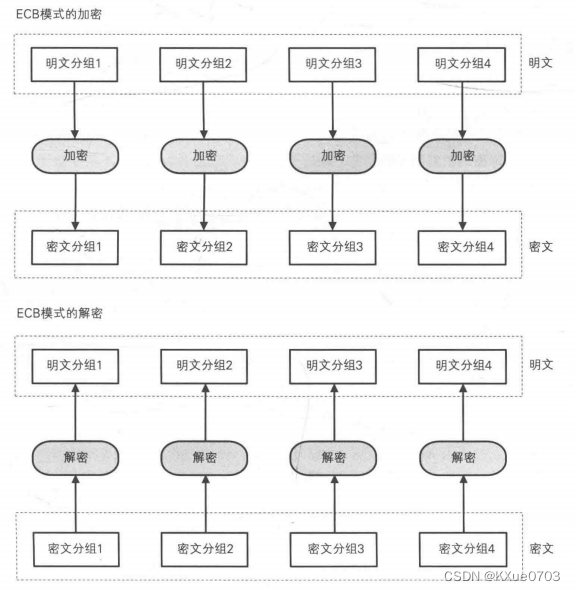 ECB模式的加密
明文分组1 明文分组2 明文分组3 明文分组4 明文
加密 加密 加密 加密
密文分组1 密文分组2 密文分组3 密文分组4 密文
ECB模式的解密
明文分组1 明文分组2 明文分组3 明文分组4 明文
解密 解密 解密 解密
密文分组1 密文分组2 密文分组3 密文分组4 密文
CSDN @KXue0703